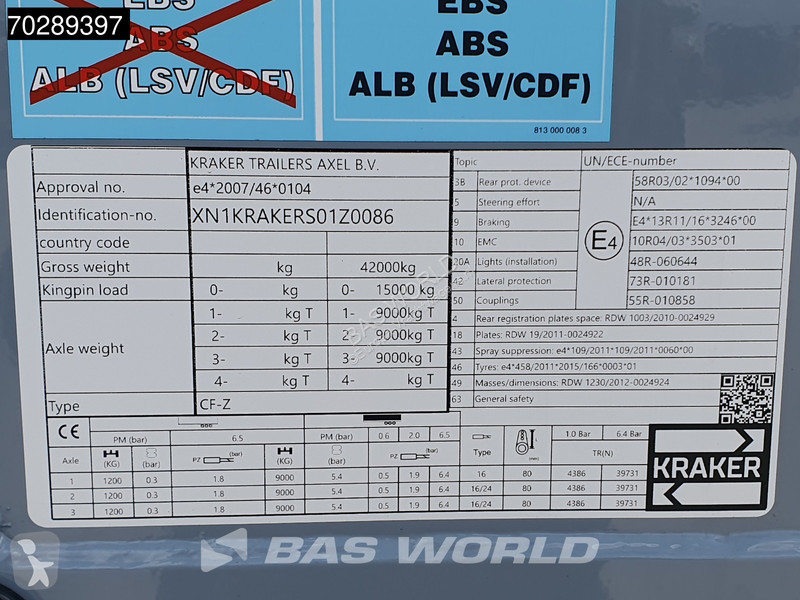 70289397
EBS
ABS
ALB (LSV/CDF)
EBS
ABS
ALB (LSV/CDF)
813 000 008 3
KRAKER TRAILERS AXEL B.V.
Approval no. e4*2007/46*0104
Identification-no. XN1KRAKERS01Z0086
country code
Gross weight kg 42000kg
Kingpin load 0- kg 0- 15000 kg
Axle weight
1- kg T 1- 9000kg T
2- kg T 2- 9000kg T
3- kg T 3- 9000kg T
4- kg T 4- kg T
Type CF-Z
Topic UN/ECE-number
3B Rear prot. device 58R03/02*1094*00
5 Steering effort N/A
9 Braking E4*13R11/16*3246*00
10 EMC 10R04/03*3503*01
20A Lights (installation) 48R-060644
42 Lateral protection 73R-010181
50 Couplings 55R-010858
E4
4 Rear registration plates space: RDW 1003/2010-0024929
18 Plates: RDW 19/2011-0024922
43 Spray suppression: e4*109/2011*109/2011*0060*00
46 Tyres: e4*458/2011*2015/166*0003*01
49 Masses/dimensions: RDW 1230/2012-0024924
63 General safety
CE PM (bar) 6.5 PM (bar) 0.6 2.0 6.5 Type (mm) 1.0 Bar 6.4 Bar
Axle (KG) (bar) PZ (bar) (KG) (bar) PZ (bar) TR(N)
1 1200 0.3 1.8 9000 5.4 0.5 1.9 6.4 16 80 4386 39731
2 1200 0.3 1.8 9000 5.4 0.5 1.9 6.4 16/24 80 4386 39731
3 1200 0.3 1.8 9000 5.4 0.5 1.9 6.4 16/24 80 4386 39731
KRAKER
BAS WORLD
BAS WORLD